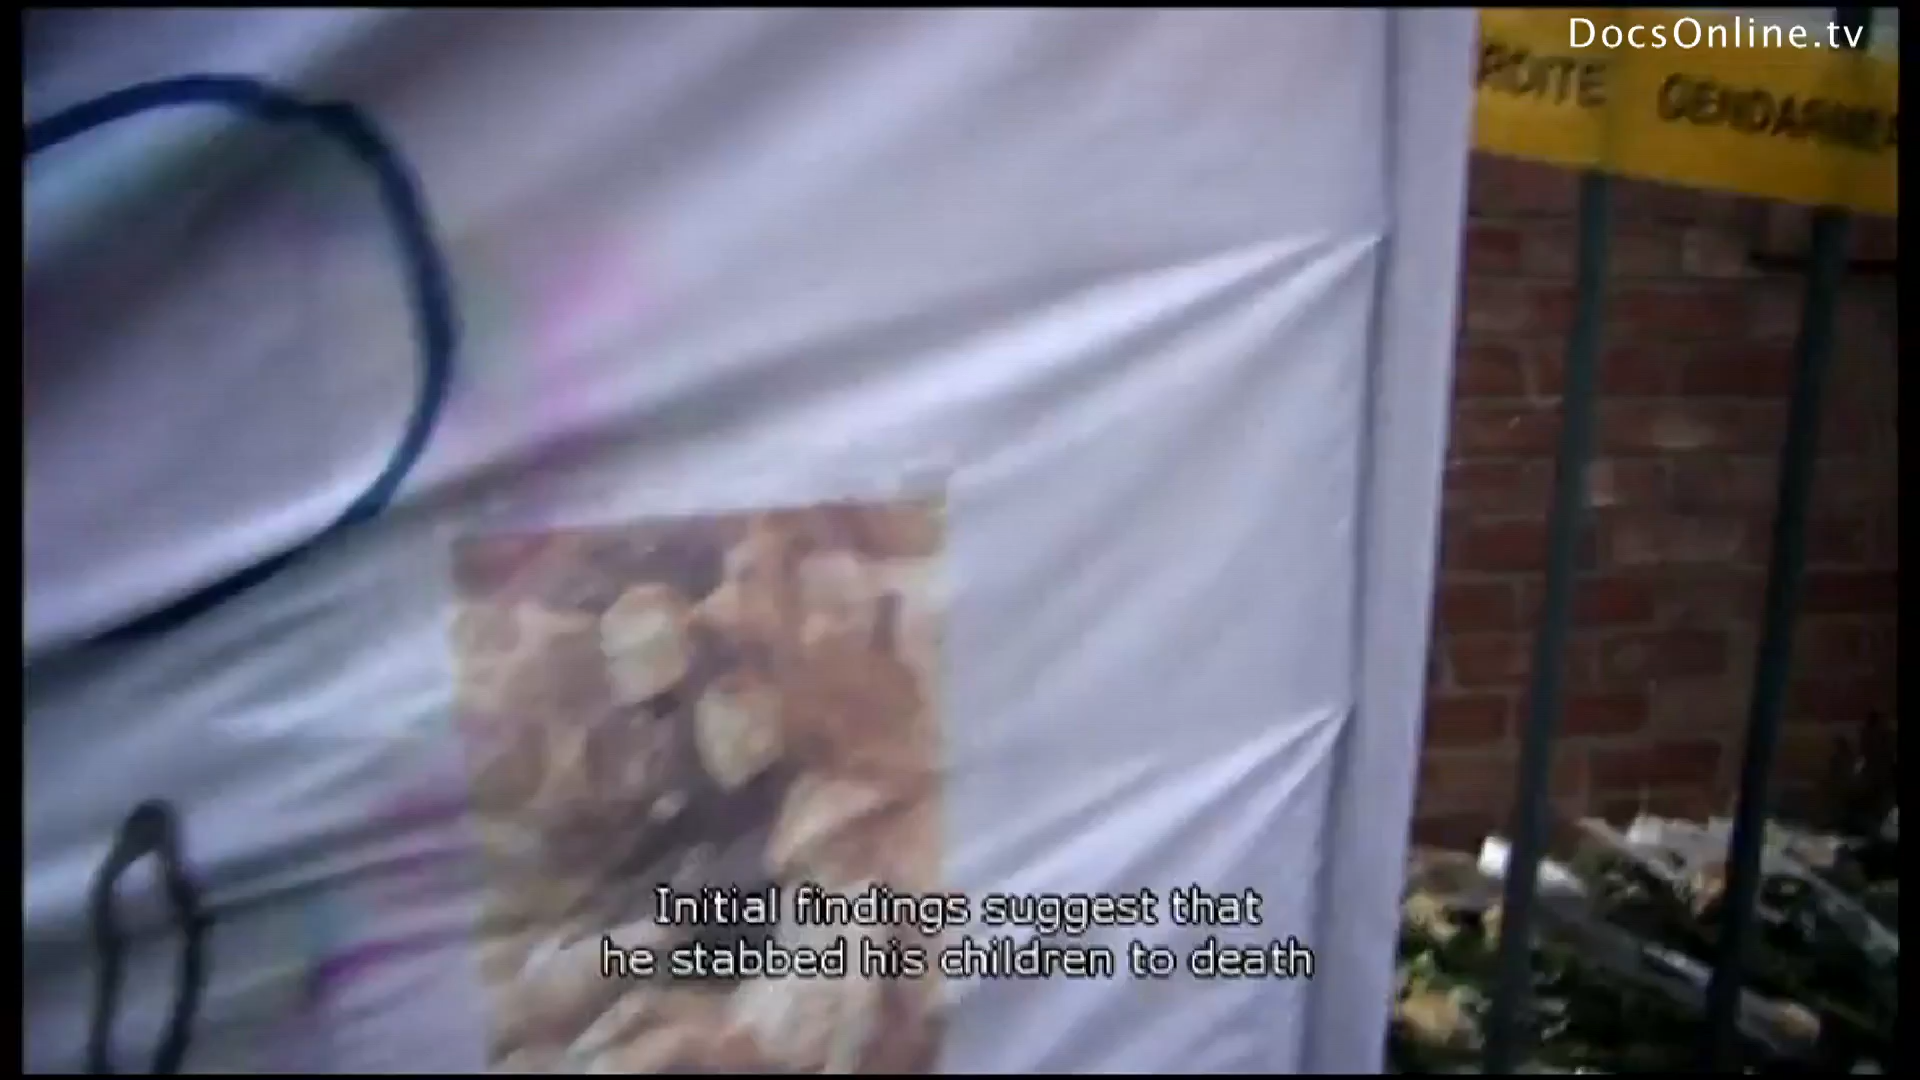 DocsOnline.tv
Initial findings suggest that
he stabbed his children to death